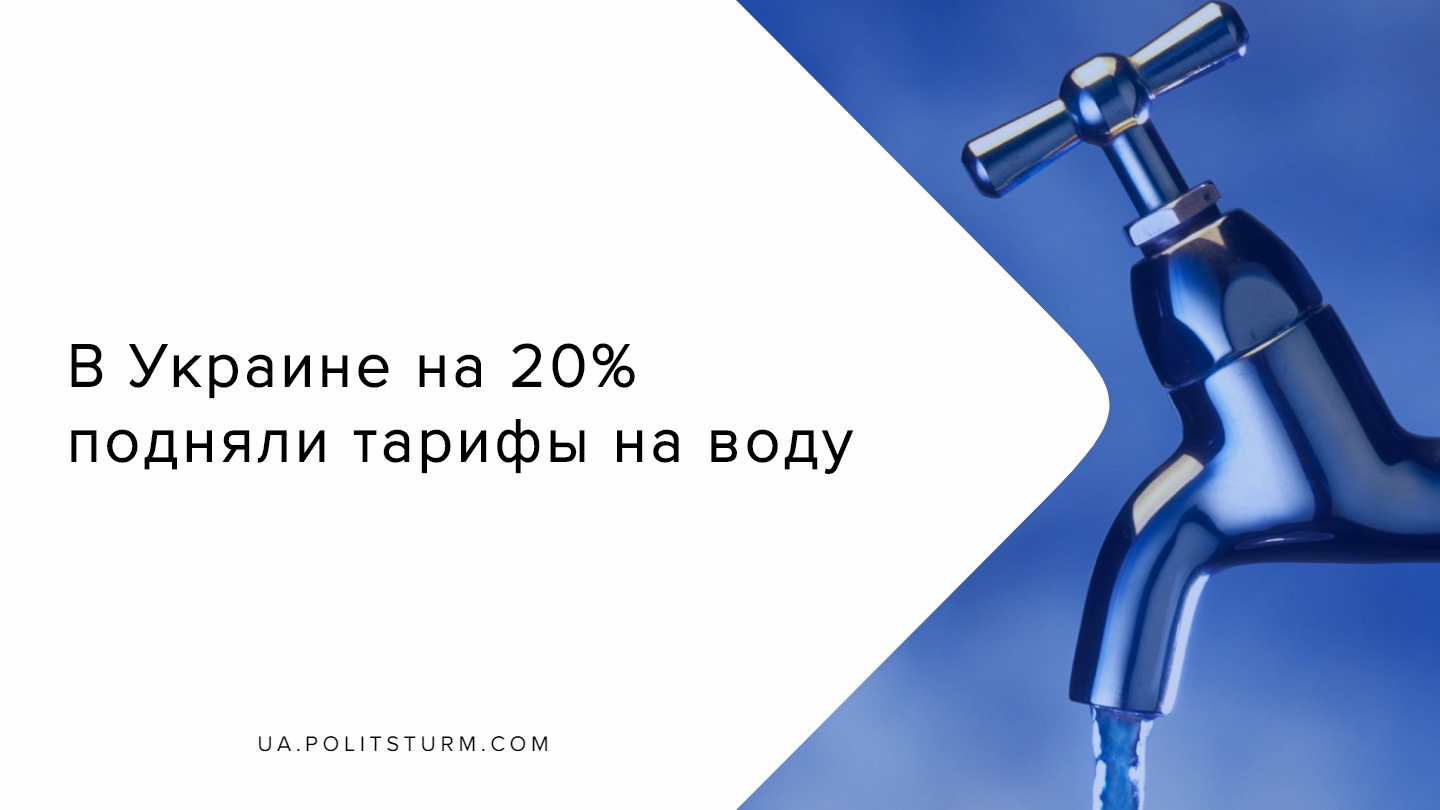 В Украине на 20%
подняли тарифы на воду
UA.POLITSTURM.COM